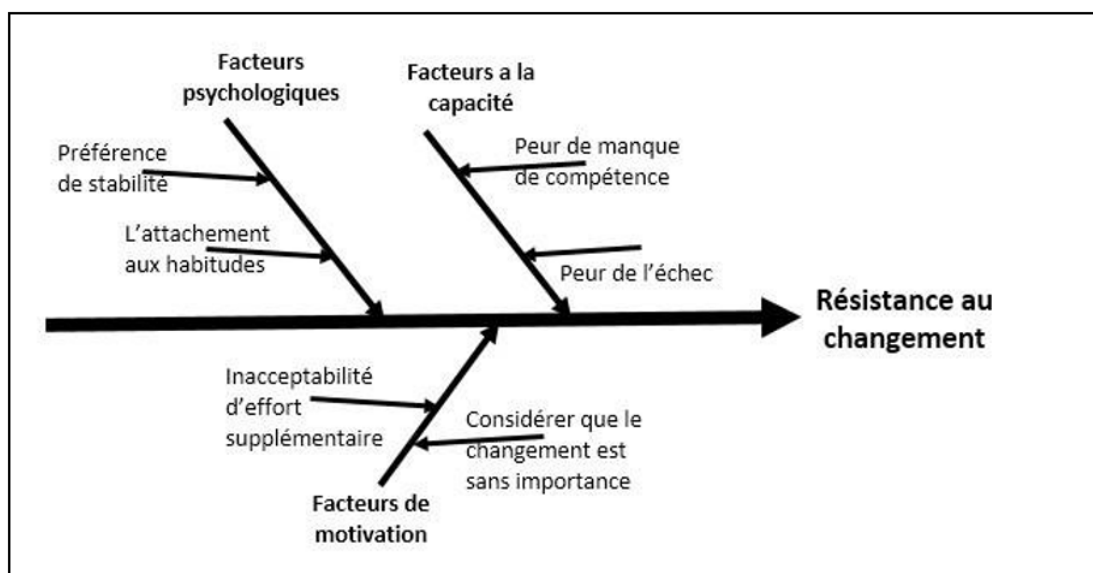 Facteurs
psychologiques
Facteurs a la
capacité
Préférence
de stabilité
Peur de manque
de compétence
L'attachement
aux habitudes
Peur de l'échec
Résistance au
changement
Inacceptabilité
d'effort
supplémentaire
Considérer que le
changement est
sans importance
Facteurs de
motivation